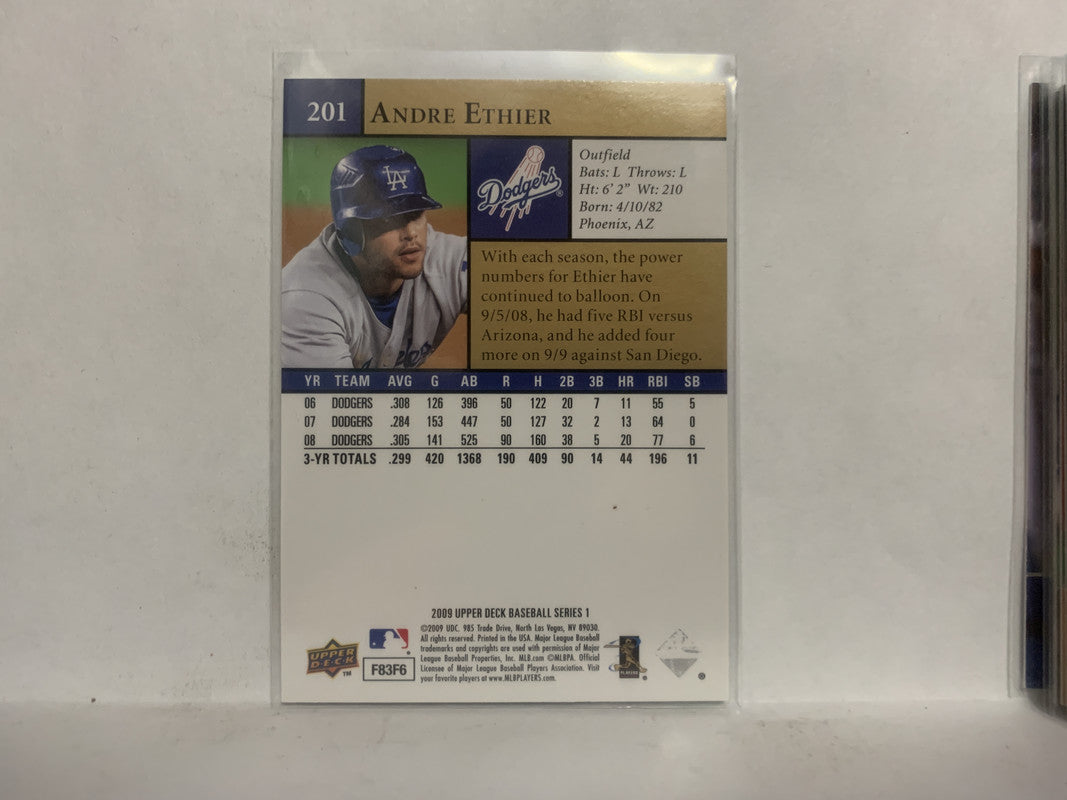 201 ANDRE ETHIER
LA
Dodgers
Outfield
Bats: L Throws: L
Ht: 6' 2" Wt: 210
Born: 4/10/82
Phoenix, AZ
With each season, the power
numbers for Ethier have
continued to balloon. On
9/5/08, he had five RBI versus
Arizona, and he added four
more on 9/9 against San Diego.
YR TEAM AVG G AB R H 2B 3B HR RBI SB
06 DODGERS .308 126 396 50 122 20 7 11 55 5
07 DODGERS .284 153 447 50 127 32 2 13 64 0
08 DODGERS .305 141 525 90 160 38 5 20 77 6
3-YR TOTALS .299 420 1368 190 409 90 14 44 196 11
2009 UPPER DECK BASEBALL SERIES 1
©2009 UDC. 985 Trade Drive, North Las Vegas, NV 89030.
All rights reserved. Printed in the USA. Major League Baseball
trademarks and copyrights are used with permission of Major
League Baseball Properties, Inc. MLB.com ©MLBPA. Official
Licensee of Major League Baseball Players Association. Visit
your favorite players at www.MLBPLAYERS.com.
UPPER
D·E·C·K
TM
F83F6
PLAYERS